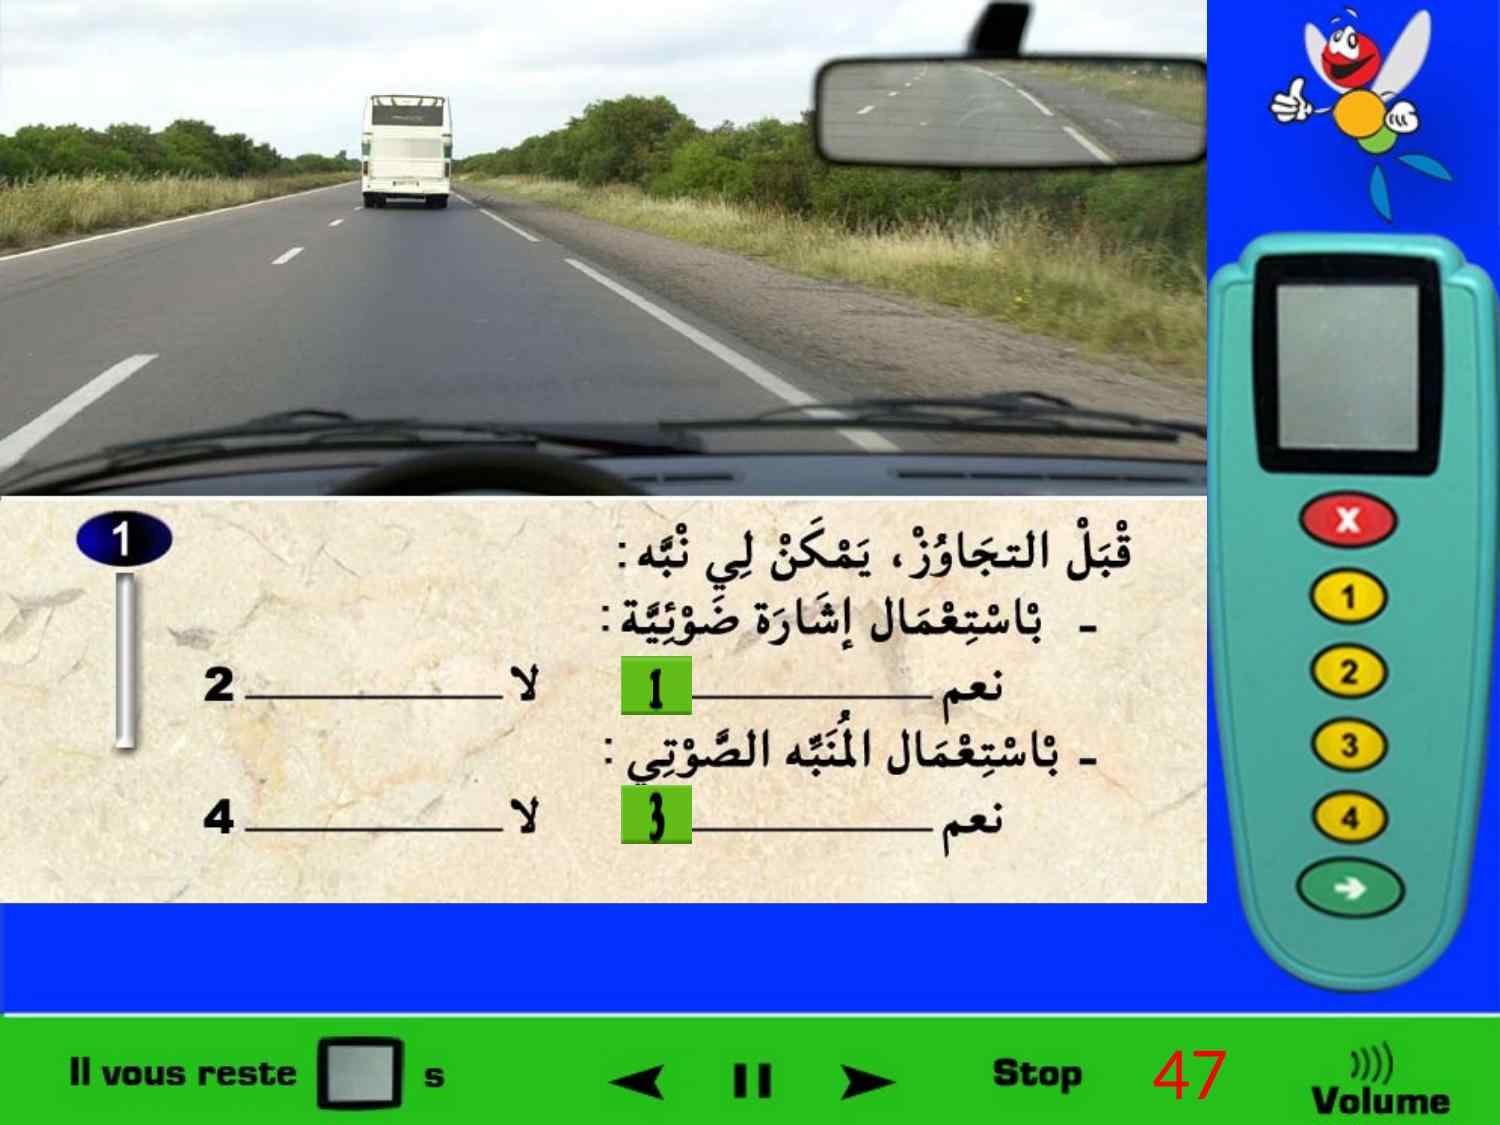 1
قْبَلْ التجَاوُزْ، يَمْكَنْ لِي نْبَّه :
- بْاسْتِعْمَال إشَارَة ضَوْئِيَّة :
نعم 1 لا 2
- بْاسْتِعْمَال المُنَبِّه الصَّوْتِي :
نعم 3 لا 4
X
1
2
3
4
Il vous reste s
Stop
47
Volume